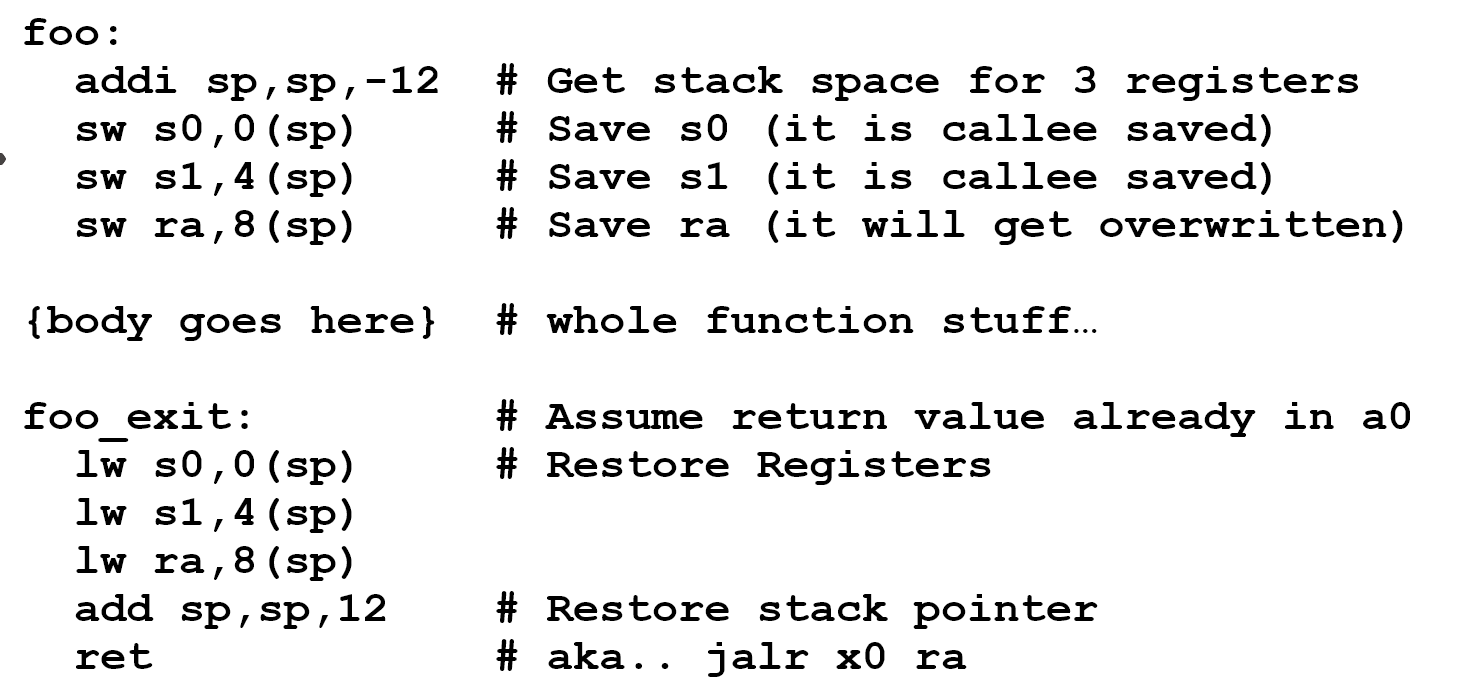 foo:
addi sp,sp,-12 # Get stack space for 3 registers
sw s0,0(sp) # Save s0 (it is callee saved)
sw s1,4(sp) # Save s1 (it is callee saved)
sw ra,8(sp) # Save ra (it will get overwritten)
{body goes here} # whole function stuff…
foo_exit: # Assume return value already in a0
lw s0,0(sp) # Restore Registers
lw s1,4(sp)
lw ra,8(sp)
add sp,sp,12 # Restore stack pointer
ret # aka.. jalr x0 ra